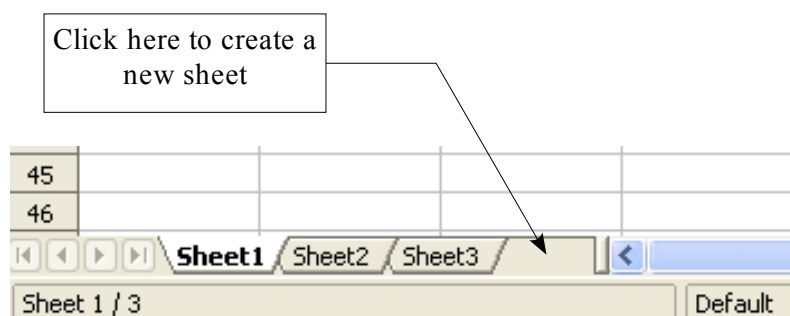 Click here to create a
new sheet
45
46
Sheet1 Sheet2 Sheet3
Sheet 1 / 3 Default